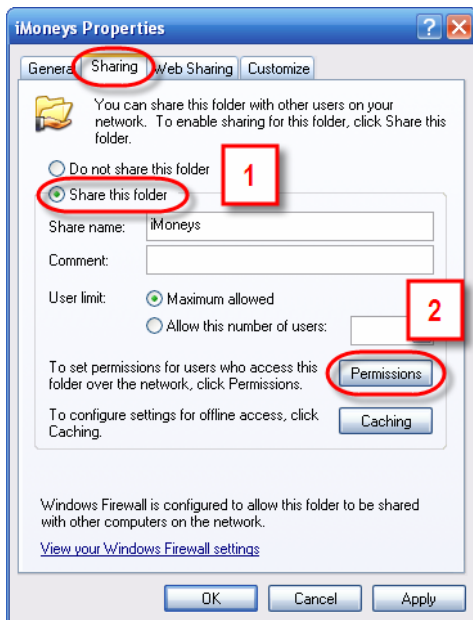 iMoneys Properties
General Sharing Web Sharing Customize
You can share this folder with other users on your
network. To enable sharing for this folder, click Share this
folder.
Do not share this folder
1
Share this folder
Share name: iMoneys
Comment:
User limit: Maximum allowed
2
Allow this number of users:
To set permissions for users who access this
folder over the network, click Permissions.
Permissions
To configure settings for offline access, click
Caching.
Caching
Windows Firewall is configured to allow this folder to be shared
with other computers on the network.
View your Windows Firewall settings
OK Cancel Apply